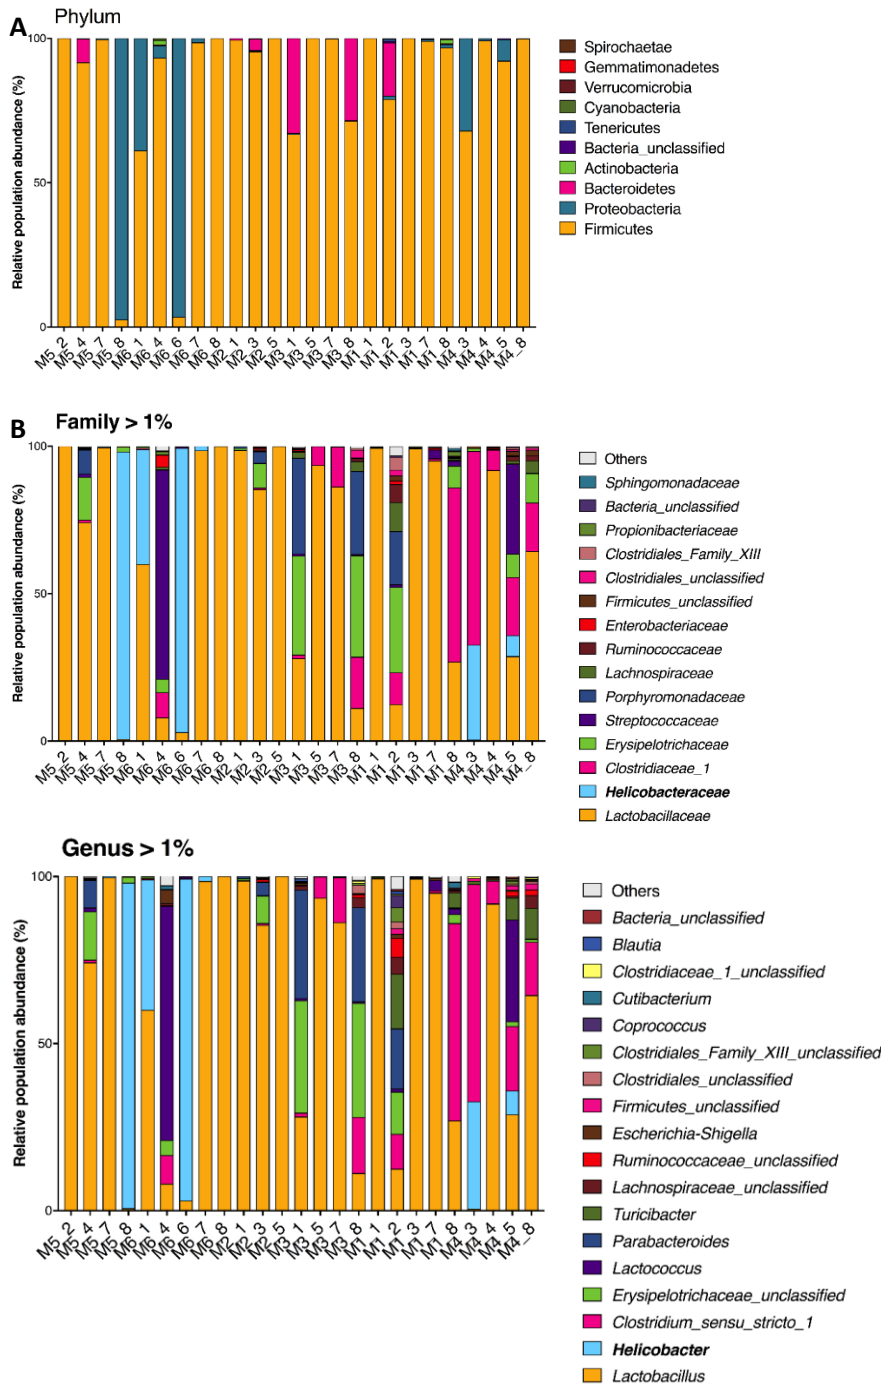 A
Phylum
Relative population abundance (%)
100
50
0
M5_2
M5_4
M5_7
M5_8
M6_1
M6_4
M6_6
M6_7
M6_8
M2_1
M2_3
M2_5
M3_1
M3_5
M3_7
M3_8
M1_1
M1_2
M1_3
M1_7
M1_8
M4_3
M4_4
M4_5
M4_8
Spirochaetae
Gemmatimonadetes
Verrucomicrobia
Cyanobacteria
Tenericutes
Bacteria_unclassified
Actinobacteria
Bacteroidetes
Proteobacteria
Firmicutes
B
Family > 1%
Relative population abundance (%)
100
50
0
M5_2
M5_4
M5_7
M5_8
M6_1
M6_4
M6_6
M6_7
M6_8
M2_1
M2_3
M2_5
M3_1
M3_5
M3_7
M3_8
M1_1
M1_2
M1_3
M1_7
M1_8
M4_3
M4_4
M4_5
M4_8
Others
Sphingomonadaceae
Bacteria_unclassified
Propionibacteriaceae
Clostridiales_Family_XIII
Clostridiales_unclassified
Firmicutes_unclassified
Enterobacteriaceae
Ruminococcaceae
Lachnospiraceae
Porphyromonadaceae
Streptococcaceae
Erysipelotrichaceae
Clostridiaceae_1
Helicobacteraceae
Lactobacillaceae
Genus > 1%
Relative population abundance (%)
100
50
0
M5_2
M5_4
M5_7
M5_8
M6_1
M6_4
M6_6
M6_7
M6_8
M2_1
M2_3
M2_5
M3_1
M3_5
M3_7
M3_8
M1_1
M1_2
M1_3
M1_7
M1_8
M4_3
M4_4
M4_5
M4_8
Others
Bacteria_unclassified
Blautia
Clostridiaceae_1_unclassified
Cutibacterium
Coprococcus
Clostridiales_Family_XIII_unclassified
Clostridiales_unclassified
Firmicutes_unclassified
Escherichia-Shigella
Ruminococcaceae_unclassified
Lachnospiraceae_unclassified
Turicibacter
Parabacteroides
Lactococcus
Erysipelotrichaceae_unclassified
Clostridium_sensu_stricto_1
Helicobacter
Lactobacillus